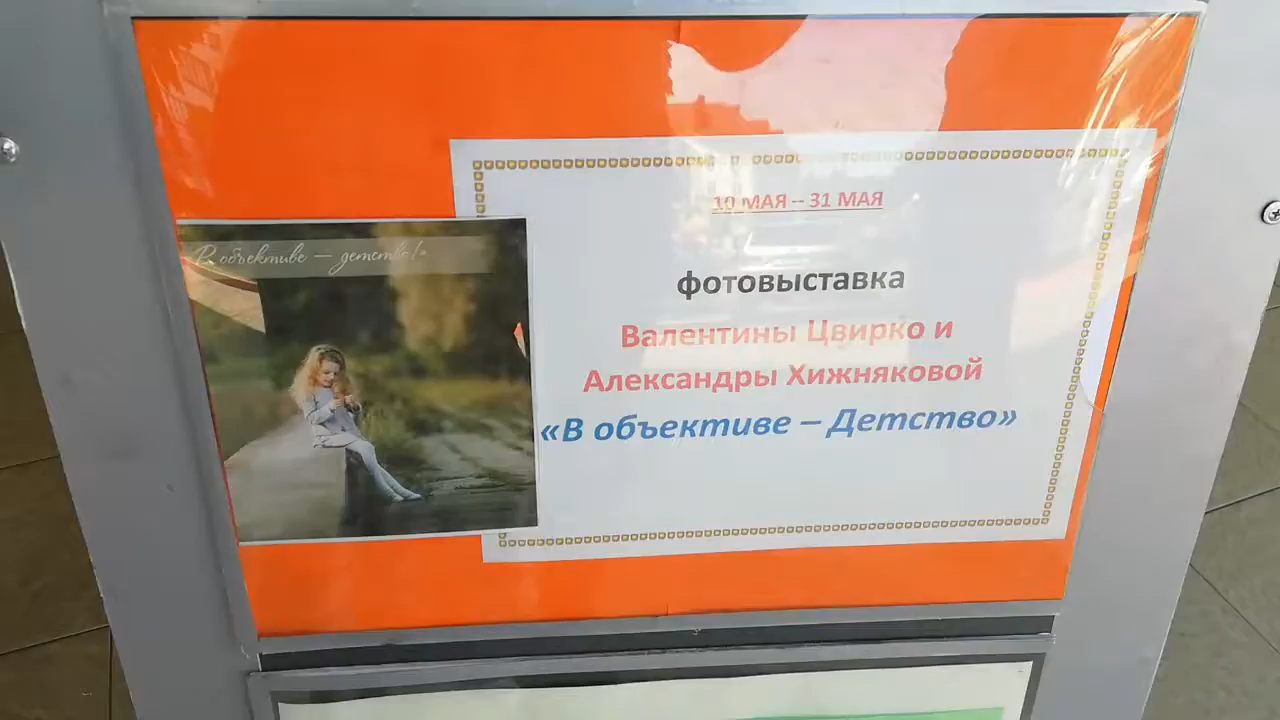 10 МАЯ – 31 МАЯ
фотовыставка
Валентины Цвирко и
Александры Хижняковой
«В объективе – Детство»
В объективе — детство!»